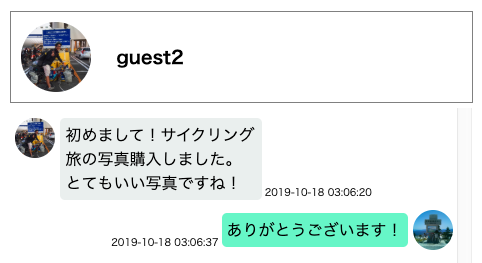 guest2
初めまして！サイクリング
旅の写真購入しました。
とてもいい写真ですね！
2019-10-18 03:06:20
ありがとうございます！
2019-10-18 03:06:37